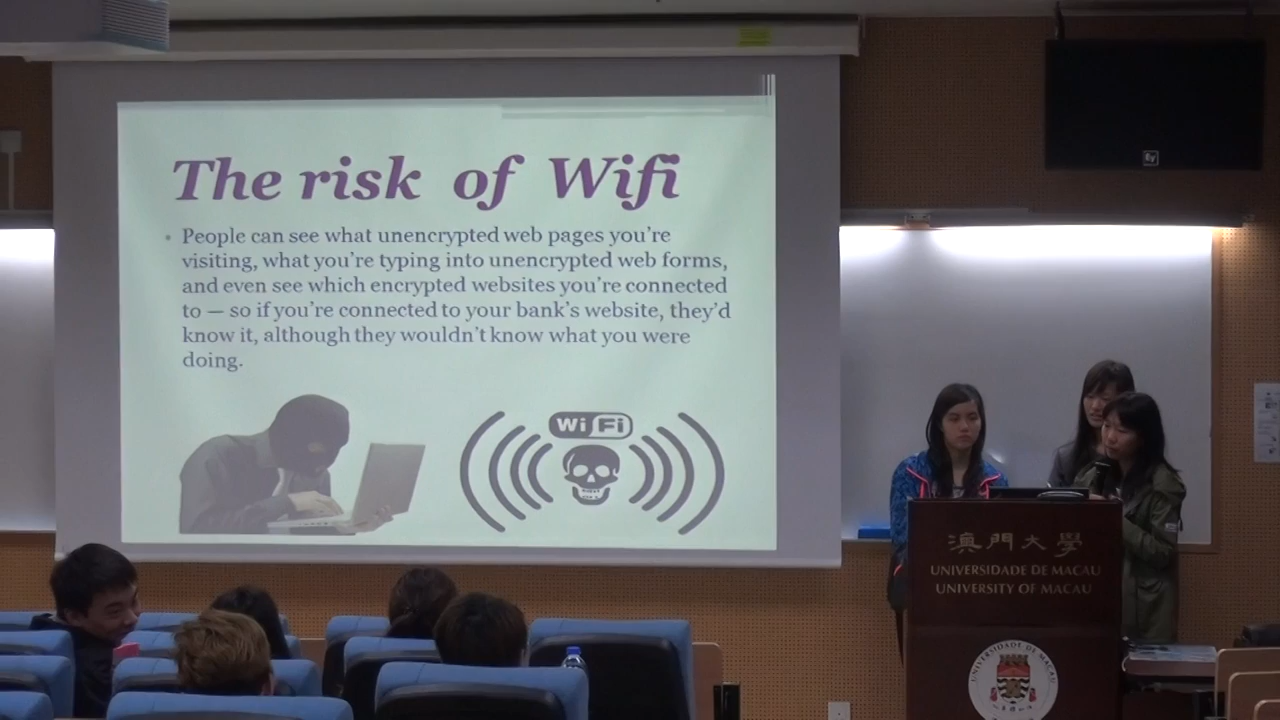 The risk of Wifi
• People can see what unencrypted web pages you're
visiting, what you're typing into unencrypted web forms,
and even see which encrypted websites you're connected
to — so if you're connected to your bank's website, they'd
know it, although they wouldn't know what you were
doing.
Wi Fi
澳門大學
UNIVERSIDADE DE MACAU
UNIVERSITY OF MACAU
UNIVERSIDADE DE MACAU